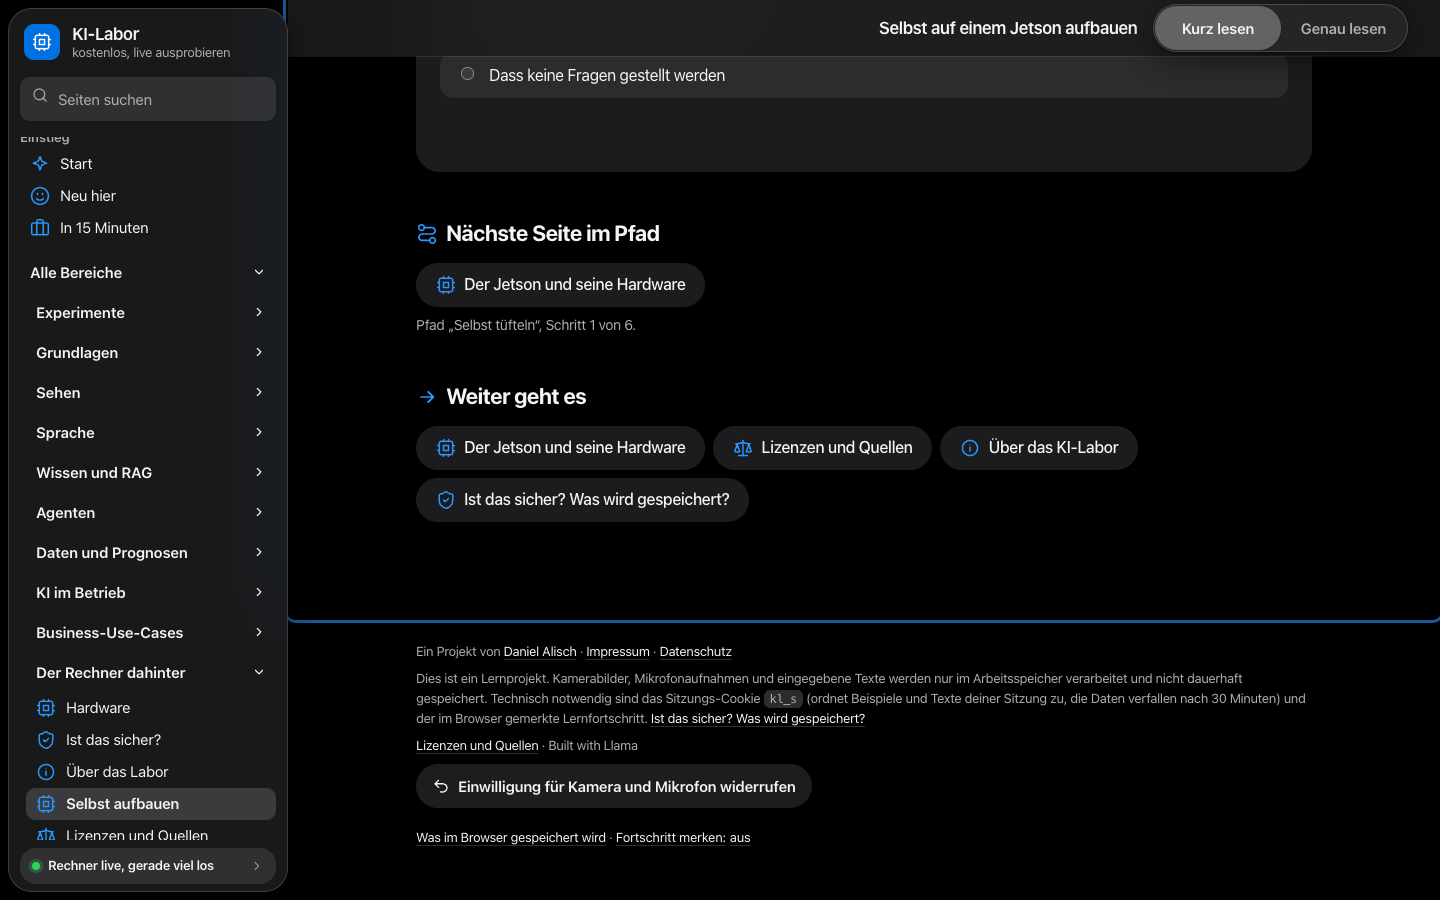 KI-Labor
kostenlos, live ausprobieren
Seiten suchen
Einstieg
Start
Neu hier
In 15 Minuten
Alle Bereiche
Experimente
Grundlagen
Sehen
Sprache
Wissen und RAG
Agenten
Daten und Prognosen
KI im Betrieb
Business-Use-Cases
Der Rechner dahinter
Hardware
Ist das sicher?
Über das Labor
Selbst aufbauen
Lizenzen und Quellen
Rechner live, gerade viel los
Selbst auf einem Jetson aufbauen
Kurz lesen
Genau lesen
Dass keine Fragen gestellt werden
Nächste Seite im Pfad
Der Jetson und seine Hardware
Pfad „Selbst tüfteln“, Schritt 1 von 6.
Weiter geht es
Der Jetson und seine Hardware
Lizenzen und Quellen
Über das KI-Labor
Ist das sicher? Was wird gespeichert?
Ein Projekt von Daniel Alisch · Impressum · Datenschutz
Dies ist ein Lernprojekt. Kamerabilder, Mikrofonaufnahmen und eingegebene Texte werden nur im Arbeitsspeicher verarbeitet und nicht dauerhaft
gespeichert. Technisch notwendig sind das Sitzungs-Cookie kl_s (ordnet Beispiele und Texte deiner Sitzung zu, die Daten verfallen nach 30 Minuten) und
der im Browser gemerkte Lernfortschritt. Ist das sicher? Was wird gespeichert?
Lizenzen und Quellen · Built with Llama
Einwilligung für Kamera und Mikrofon widerrufen
Was im Browser gespeichert wird · Fortschritt merken: aus